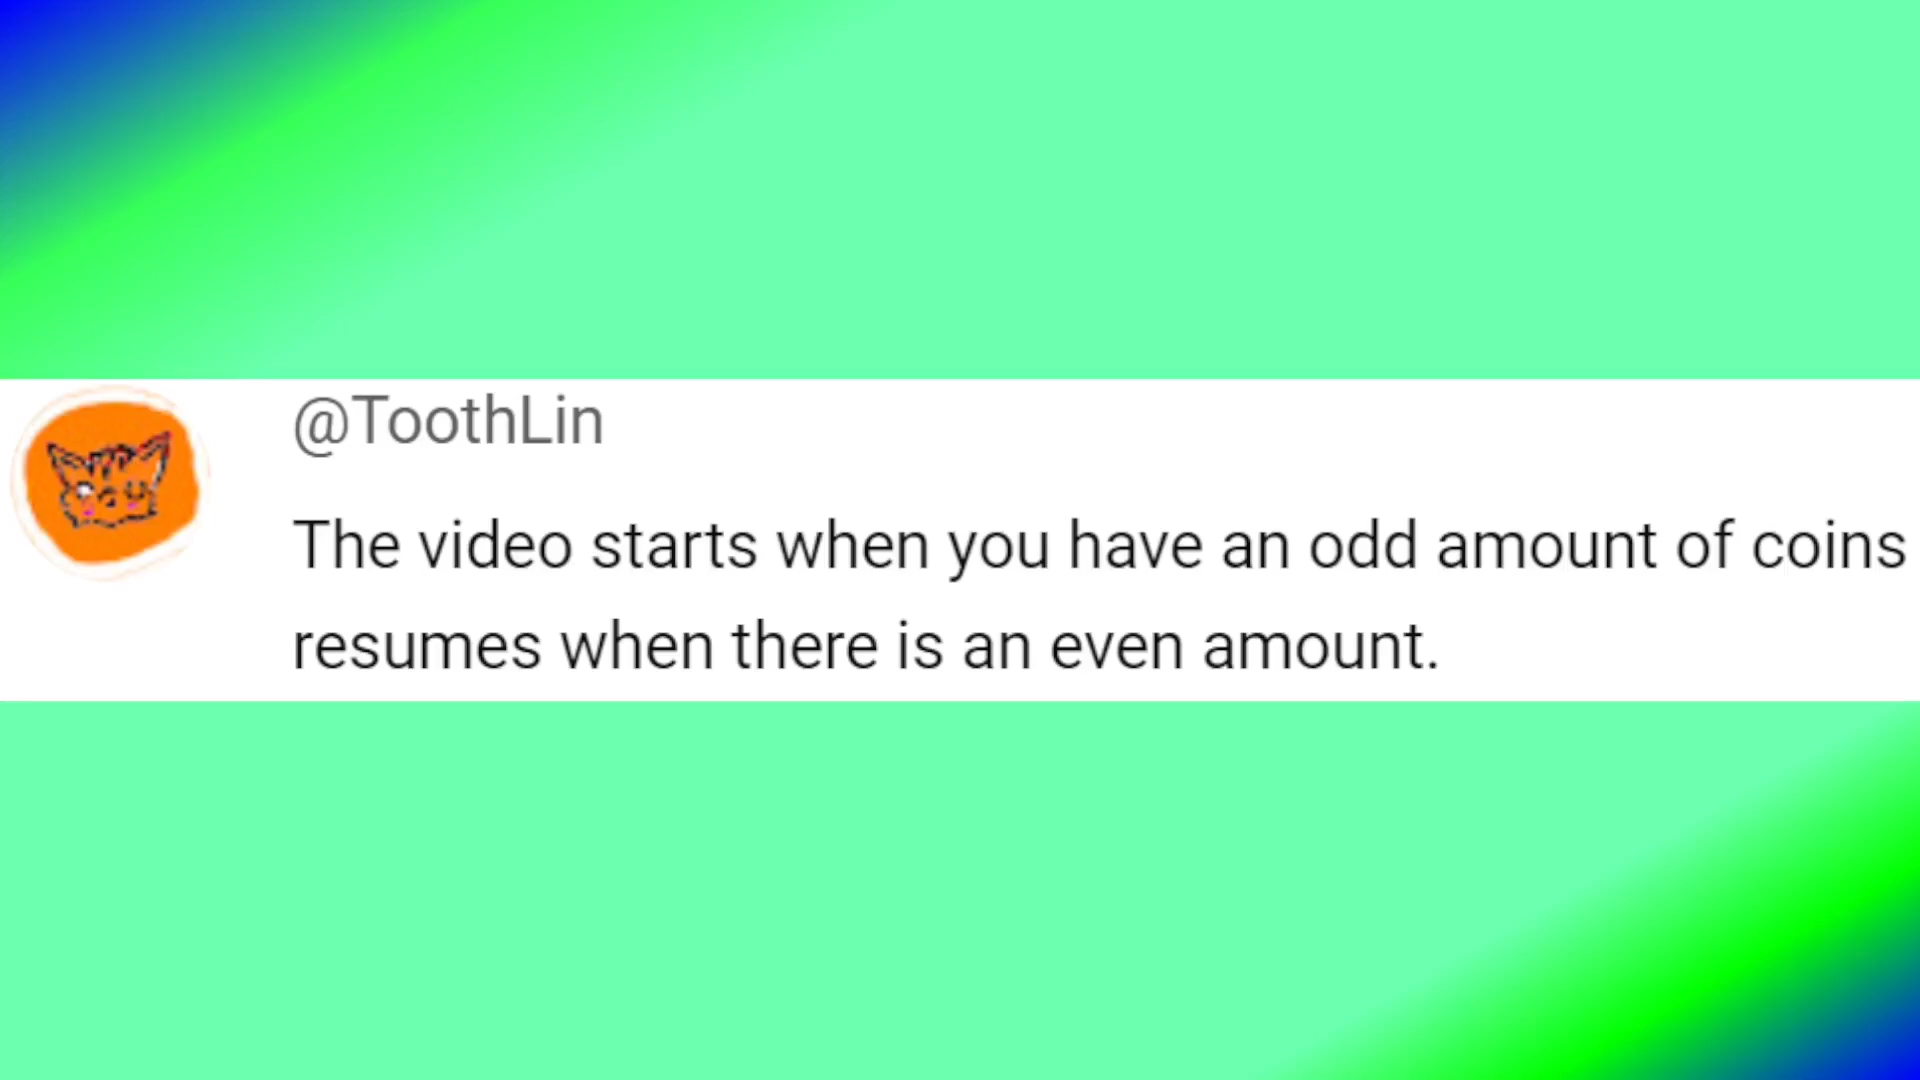 @ToothLin
The video starts when you have an odd amount of coins
resumes when there is an even amount.